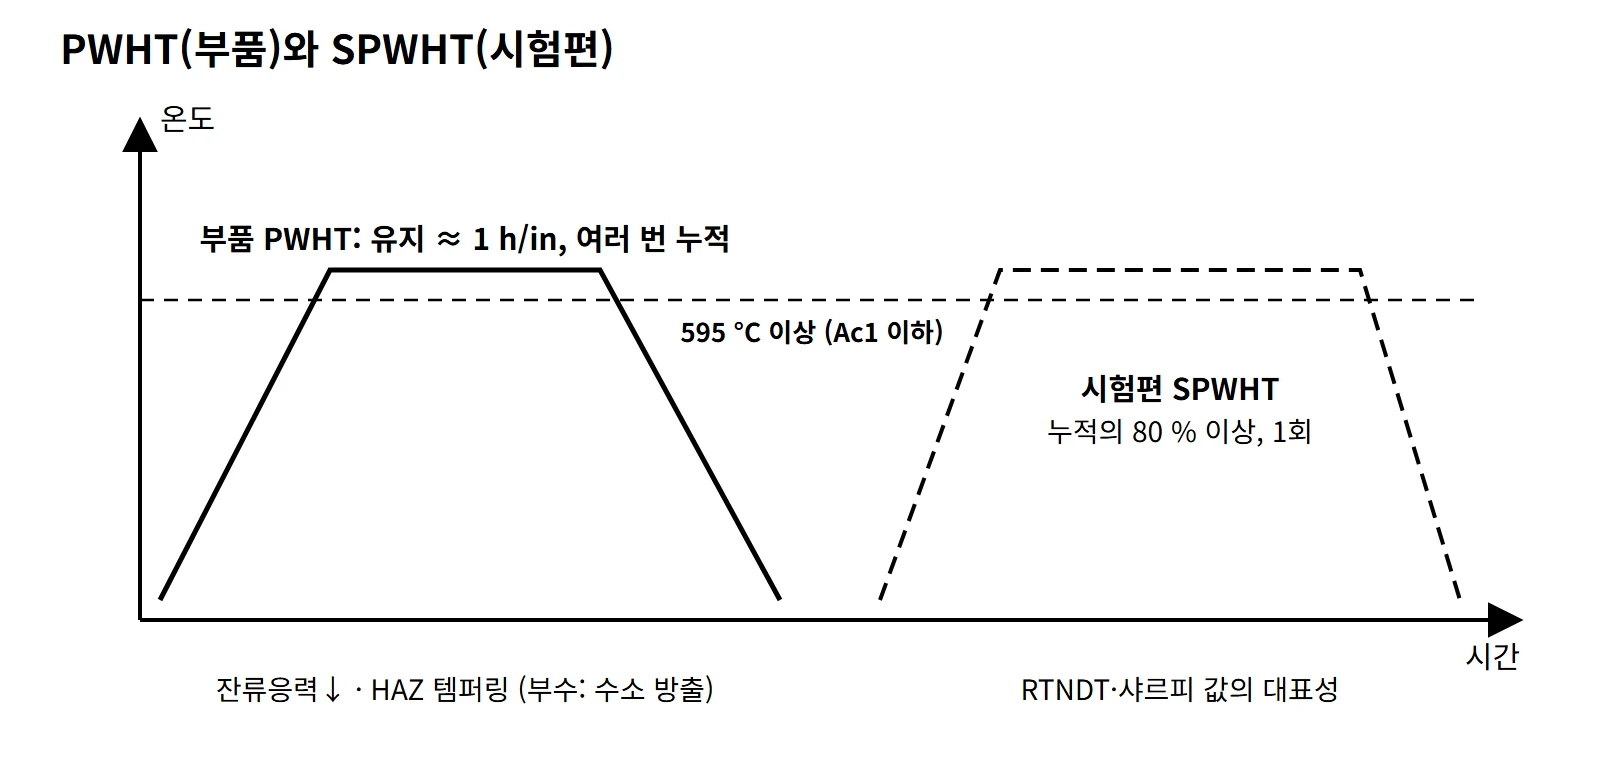 PWHT(부품)와 SPWHT(시험편)
온도
부품 PWHT: 유지 ≈ 1 h/in, 여러 번 누적
595 °C 이상 (Ac1 이하)
시험편 SPWHT
누적의 80 % 이상, 1회
시간
잔류응력↓ · HAZ 템퍼링 (부수: 수소 방출)
RTNDT·샤르피 값의 대표성